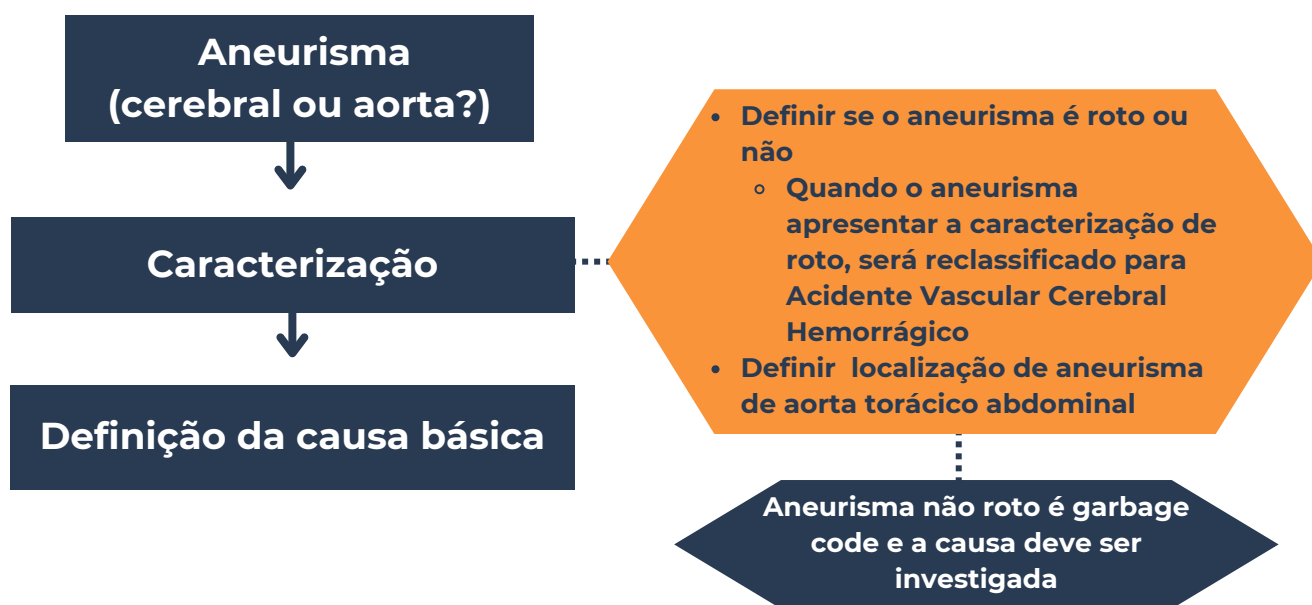 Aneurisma
(cerebral ou aorta?)
Caracterização
Definição da causa básica
• Definir se o aneurisma é roto ou
não
◦ Quando o aneurisma
apresentar a caracterização de
roto, será reclassificado para
Acidente Vascular Cerebral
Hemorrágico
• Definir localização de aneurisma
de aorta torácico abdominal
Aneurisma não roto é garbage
code e a causa deve ser
investigada